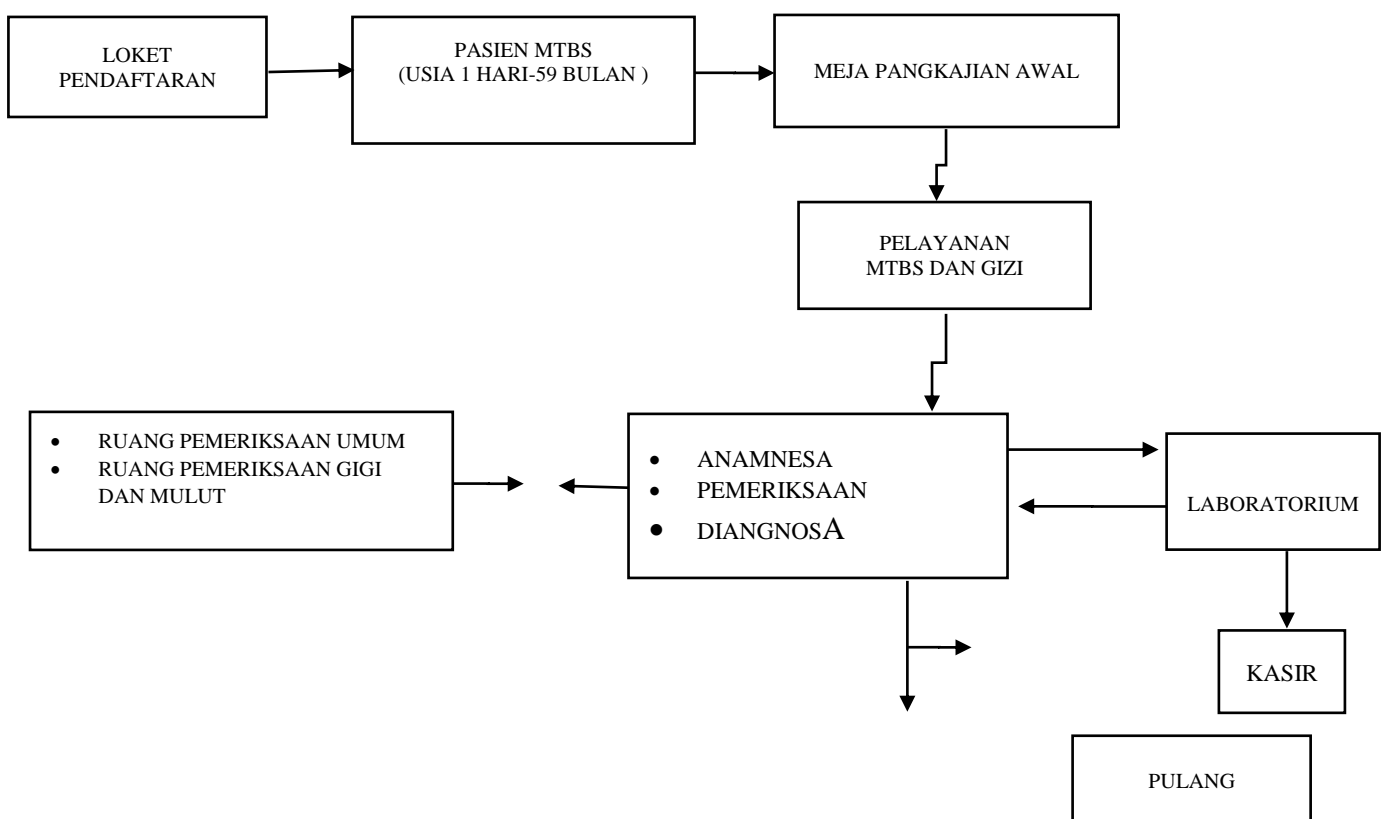 LOKET
PENDAFTARAN
PASIEN MTBS
(USIA 1 HARI-59 BULAN )
MEJA PANGKAJIAN AWAL
PELAYANAN
MTBS DAN GIZI
• RUANG PEMERIKSAAN UMUM
• RUANG PEMERIKSAAN GIGI
DAN MULUT
• ANAMNESA
• PEMERIKSAAN
• DIANGNOSA
LABORATORIUM
KASIR
PULANG